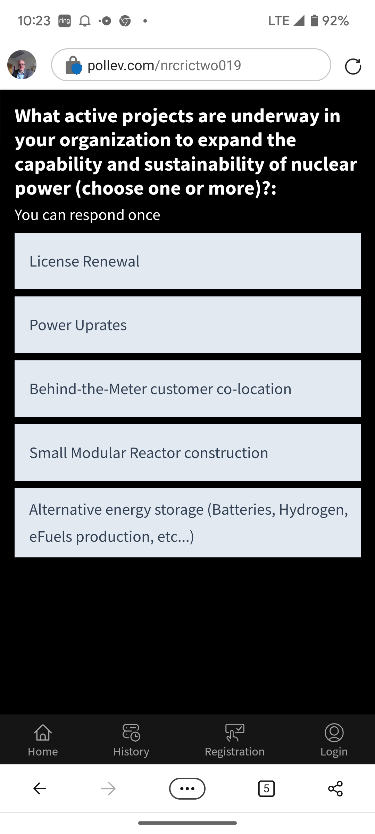 10:23 ring LTE 92%
pollev.com/nrcrictwo019
What active projects are underway in
your organization to expand the
capability and sustainability of nuclear
power (choose one or more)?:
You can respond once
License Renewal
Power Uprates
Behind-the-Meter customer co-location
Small Modular Reactor construction
Alternative energy storage (Batteries, Hydrogen,
eFuels production, etc...)
Home History Registration Login
5